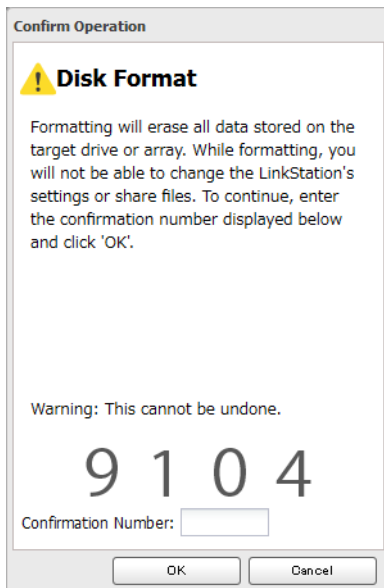 Confirm Operation
Disk Format
Formatting will erase all data stored on the
target drive or array. While formatting, you
will not be able to change the LinkStation's
settings or share files. To continue, enter
the confirmation number displayed below
and click 'OK'.
Warning: This cannot be undone.
9 1 0 4
Confirmation Number:
OK Cancel